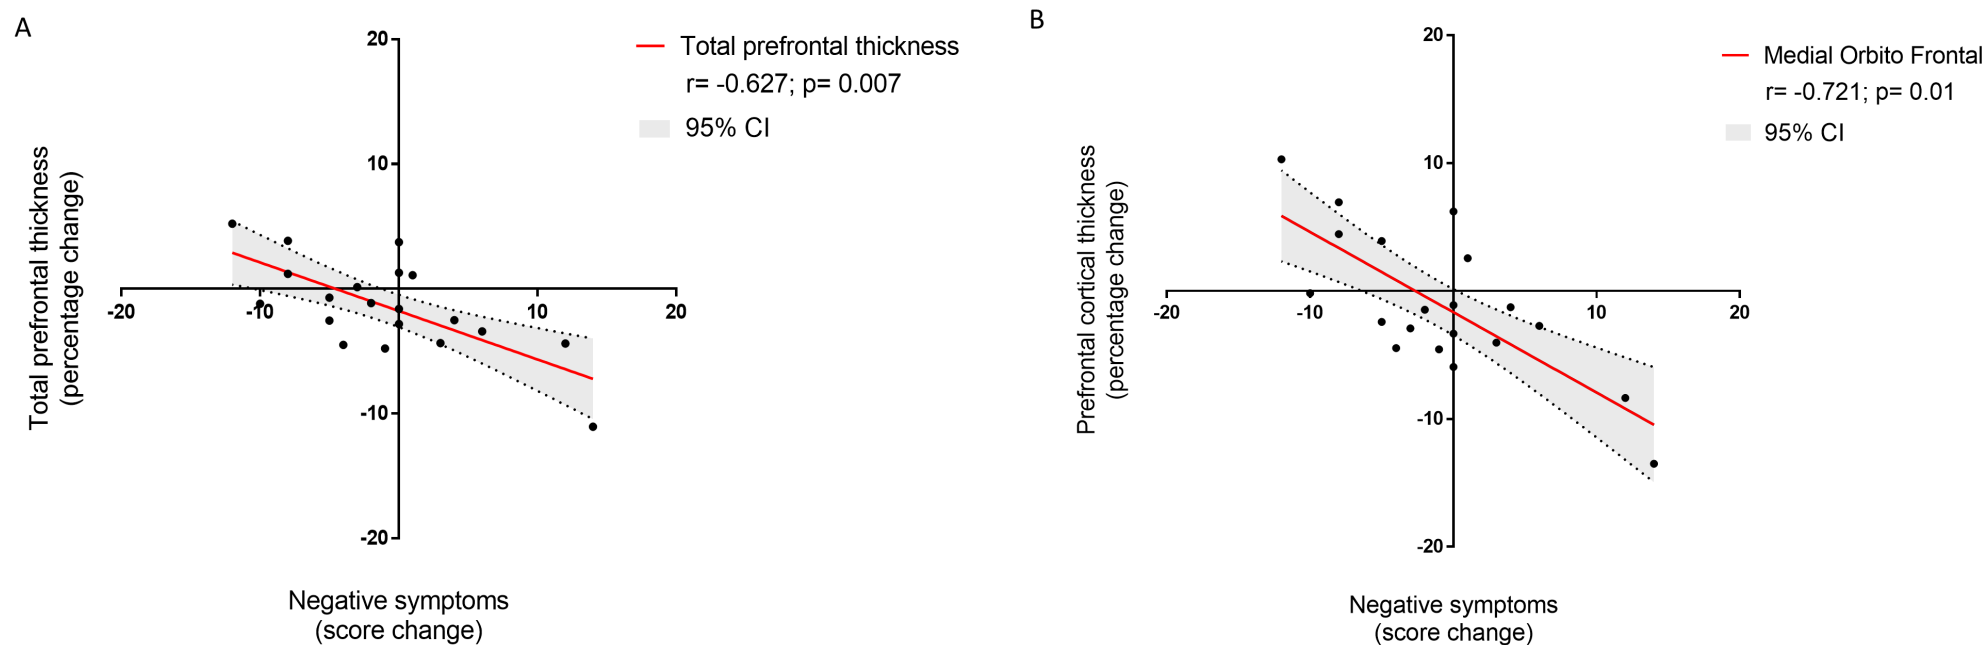 A
20
10
-20
-10
10
20
-10
-20
Total prefrontal thickness
(percentage change)
Negative symptoms
(score change)
Total prefrontal thickness
r= -0.627; p= 0.007
95% CI
B
20
10
-20
-10
10
20
-10
-20
Prefrontal cortical thickness
(percentage change)
Negative symptoms
(score change)
Medial Orbito Frontal
r= -0.721; p= 0.01
95% CI